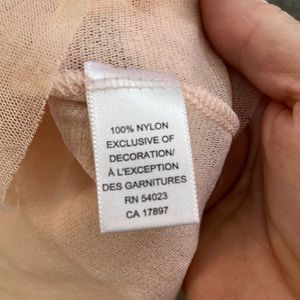 100% NYLON
EXCLUSIVE OF
DECORATION/
À L'EXCEPTION
DES GARNITURES
RN 54023
CA 17897